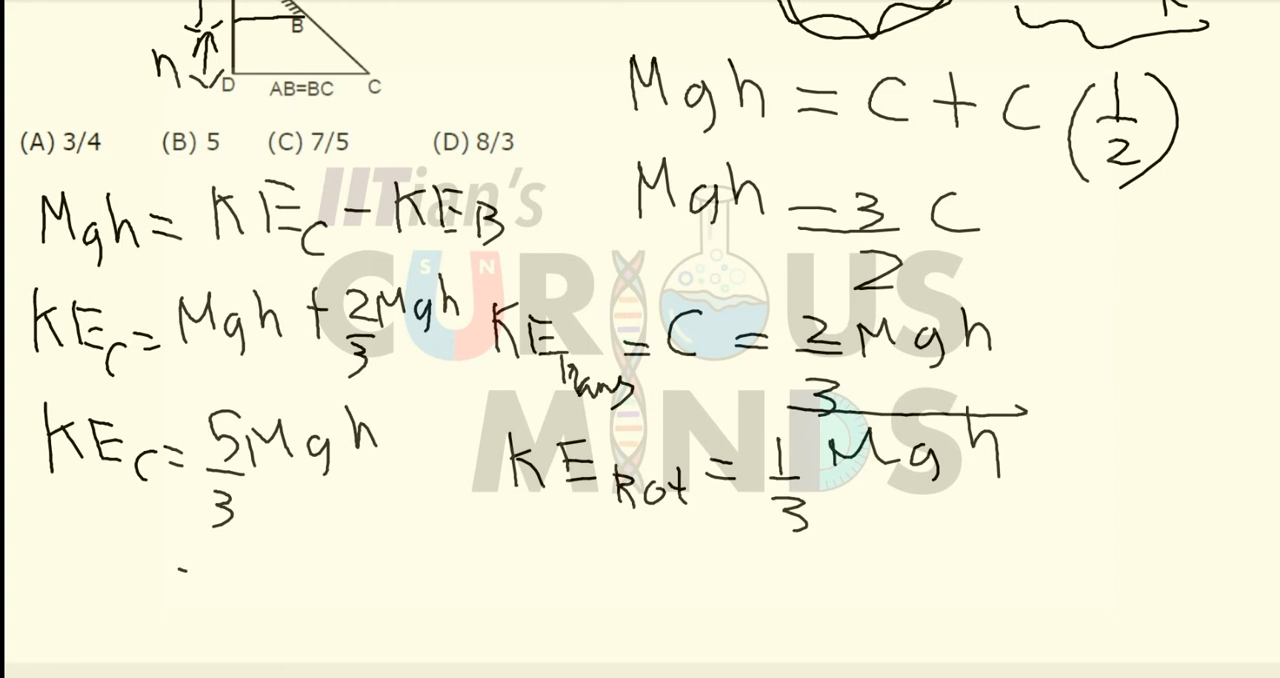 B
h
D AB=BC C
(A) 3/4 (B) 5 (C) 7/5 (D) 8/3
Mgh = KE_C - KE_B
KE_C = Mgh + 2/3 Mgh
KE_C = 5/3 Mgh
Mgh = C + C (1/2)
Mgh = 3/2 C
KE_Trans = C = 2/3 Mgh
KE_Rot = 1/3 Mgh
IITian's
CURIOUS
S N
MINDS